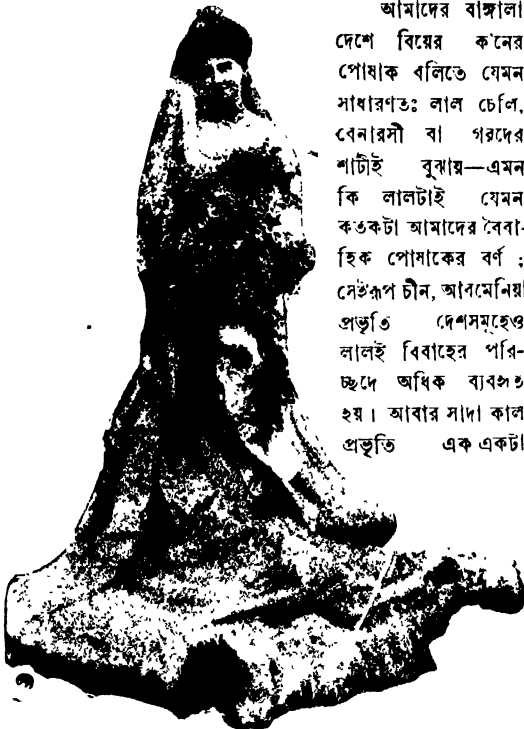 আমাদের বাঙ্গালা
দেশে বিয়ের ক'নের
পোষাক বলিতে যেমন
সাধারণতঃ লাল চেলি,
বেনারসী বা গরদের
শাটীই বুঝায়—এমন
কি লালটাই যেমন
কতকটা আমাদের বৈবা-
হিক পোষাকের বর্ণ ;
সেইরূপ চীন, আরমেনিয়া
প্রভৃতি দেশসমূহেও
লালই বিবাহের পরি-
চ্ছদে অধিক ব্যবহৃত
হয়। আবার সাদা কাল
প্রভৃতি এক একটা